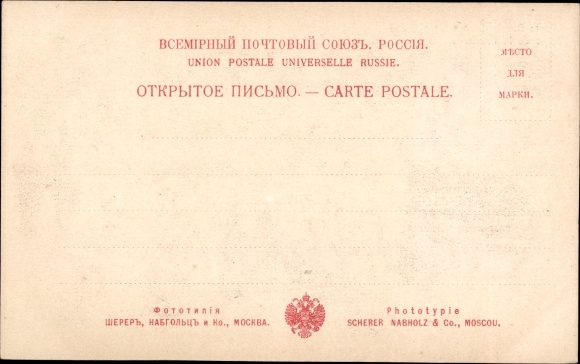 ВСЕМІРНЫЙ ПОЧТОВЫЙ СОЮЗЪ. РОССІЯ.
UNION POSTALE UNIVERSELLE RUSSIE.
ОТКРЫТОЕ ПИСЬМО. — CARTE POSTALE.
МѢСТО
ДЛЯ
МАРКИ.
Фототипія
ШЕРЕРЪ, НАБГОЛЬЦЪ и Ко., МОСКВА.
Phototypie
SCHERER NABHOLZ & Co., MOSCOU.